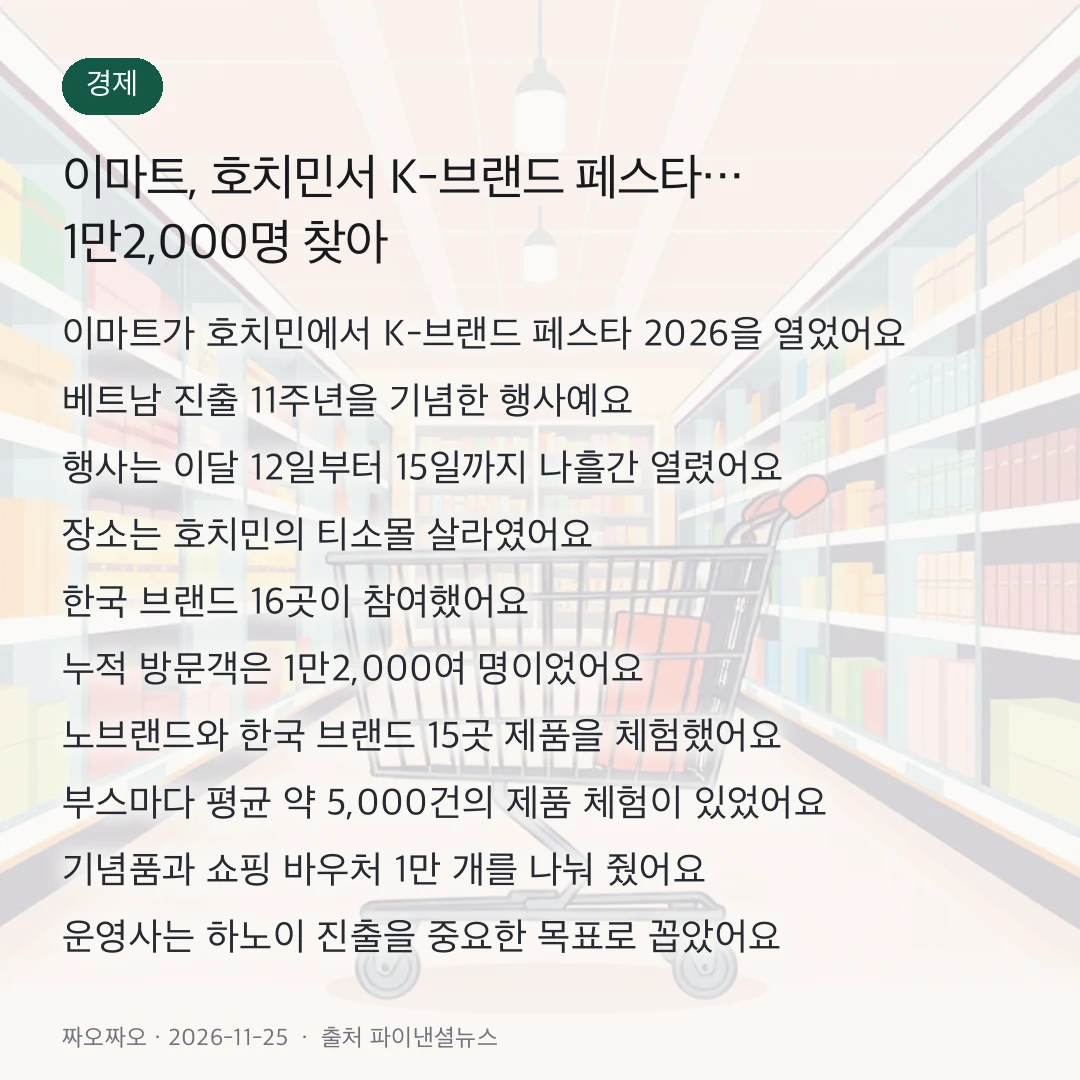 경제
이마트, 호치민서 K-브랜드 페스타…
1만2,000명 찾아
이마트가 호치민에서 K-브랜드 페스타 2026을 열었어요
베트남 진출 11주년을 기념한 행사예요
행사는 이달 12일부터 15일까지 나흘간 열렸어요
장소는 호치민의 티소몰 살라였어요
한국 브랜드 16곳이 참여했어요
누적 방문객은 1만2,000여 명이었어요
노브랜드와 한국 브랜드 15곳 제품을 체험했어요
부스마다 평균 약 5,000건의 제품 체험이 있었어요
기념품과 쇼핑 바우처 1만 개를 나눠 줬어요
운영사는 하노이 진출을 중요한 목표로 꼽았어요
짜오짜오 · 2026-11-25 · 출처 파이낸셜뉴스